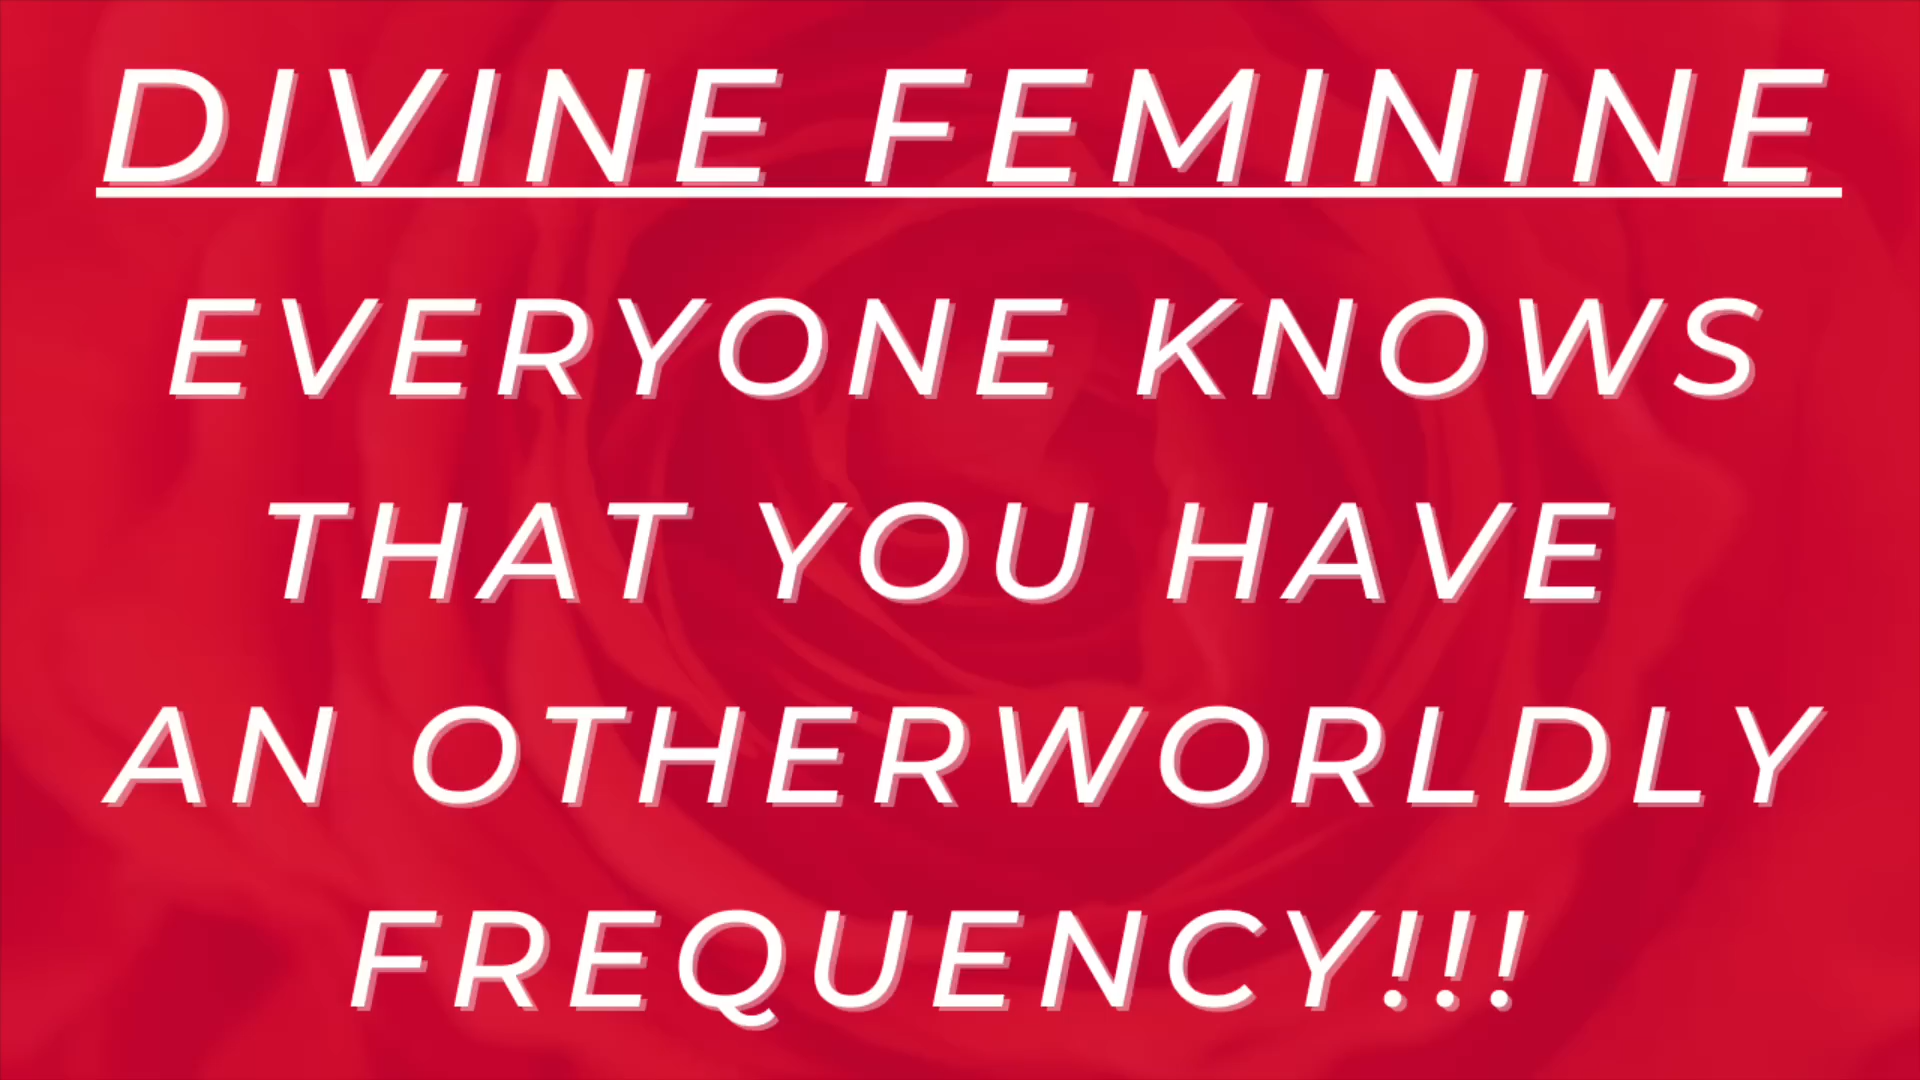 DIVINE FEMININE
EVERYONE KNOWS
THAT YOU HAVE
AN OTHERWORLDLY
FREQUENCY!!!